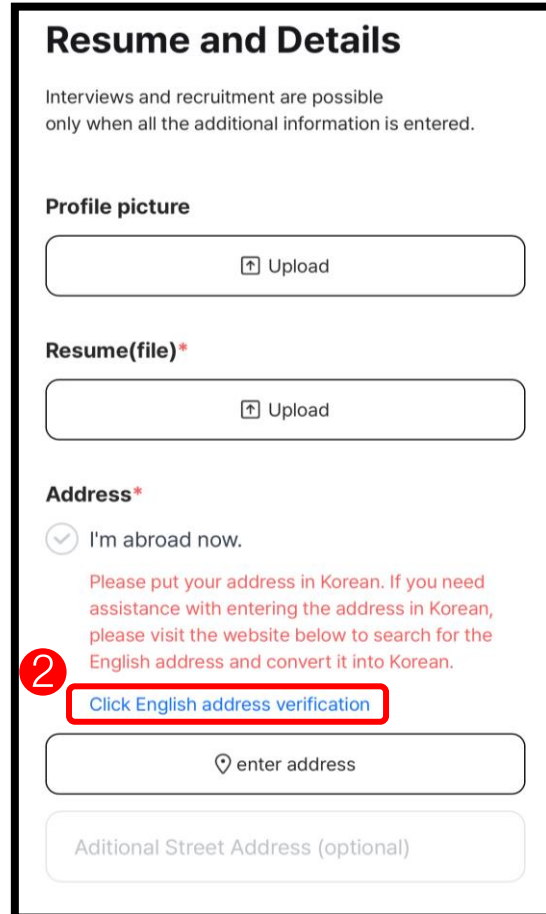 Resume and Details
Interviews and recruitment are possible
only when all the additional information is entered.
Profile picture
Upload
Resume(file)*
Upload
Address*
I'm abroad now.
Please put your address in Korean. If you need
assistance with entering the address in Korean,
please visit the website below to search for the
English address and convert it into Korean.
2
Click English address verification
enter address
Aditional Street Address (optional)